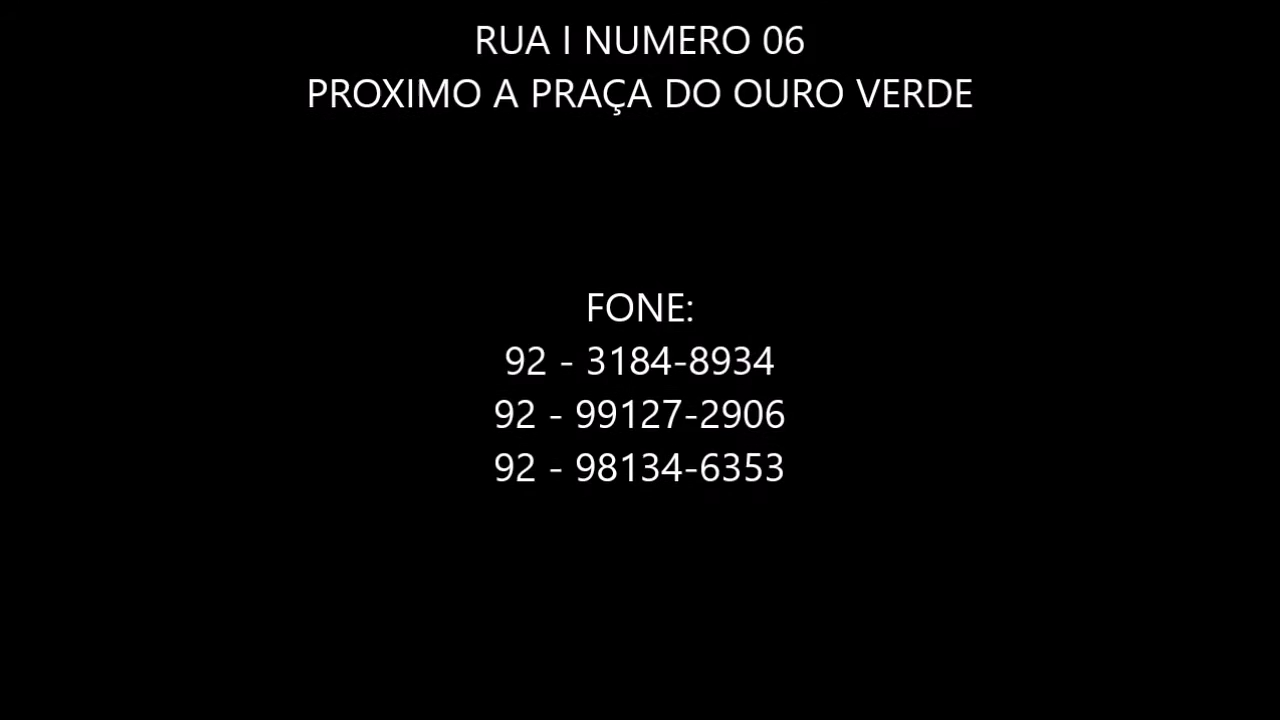 RUA I NUMERO 06
PROXIMO A PRAÇA DO OURO VERDE
FONE:
92 - 3184-8934
92 - 99127-2906
92 - 98134-6353